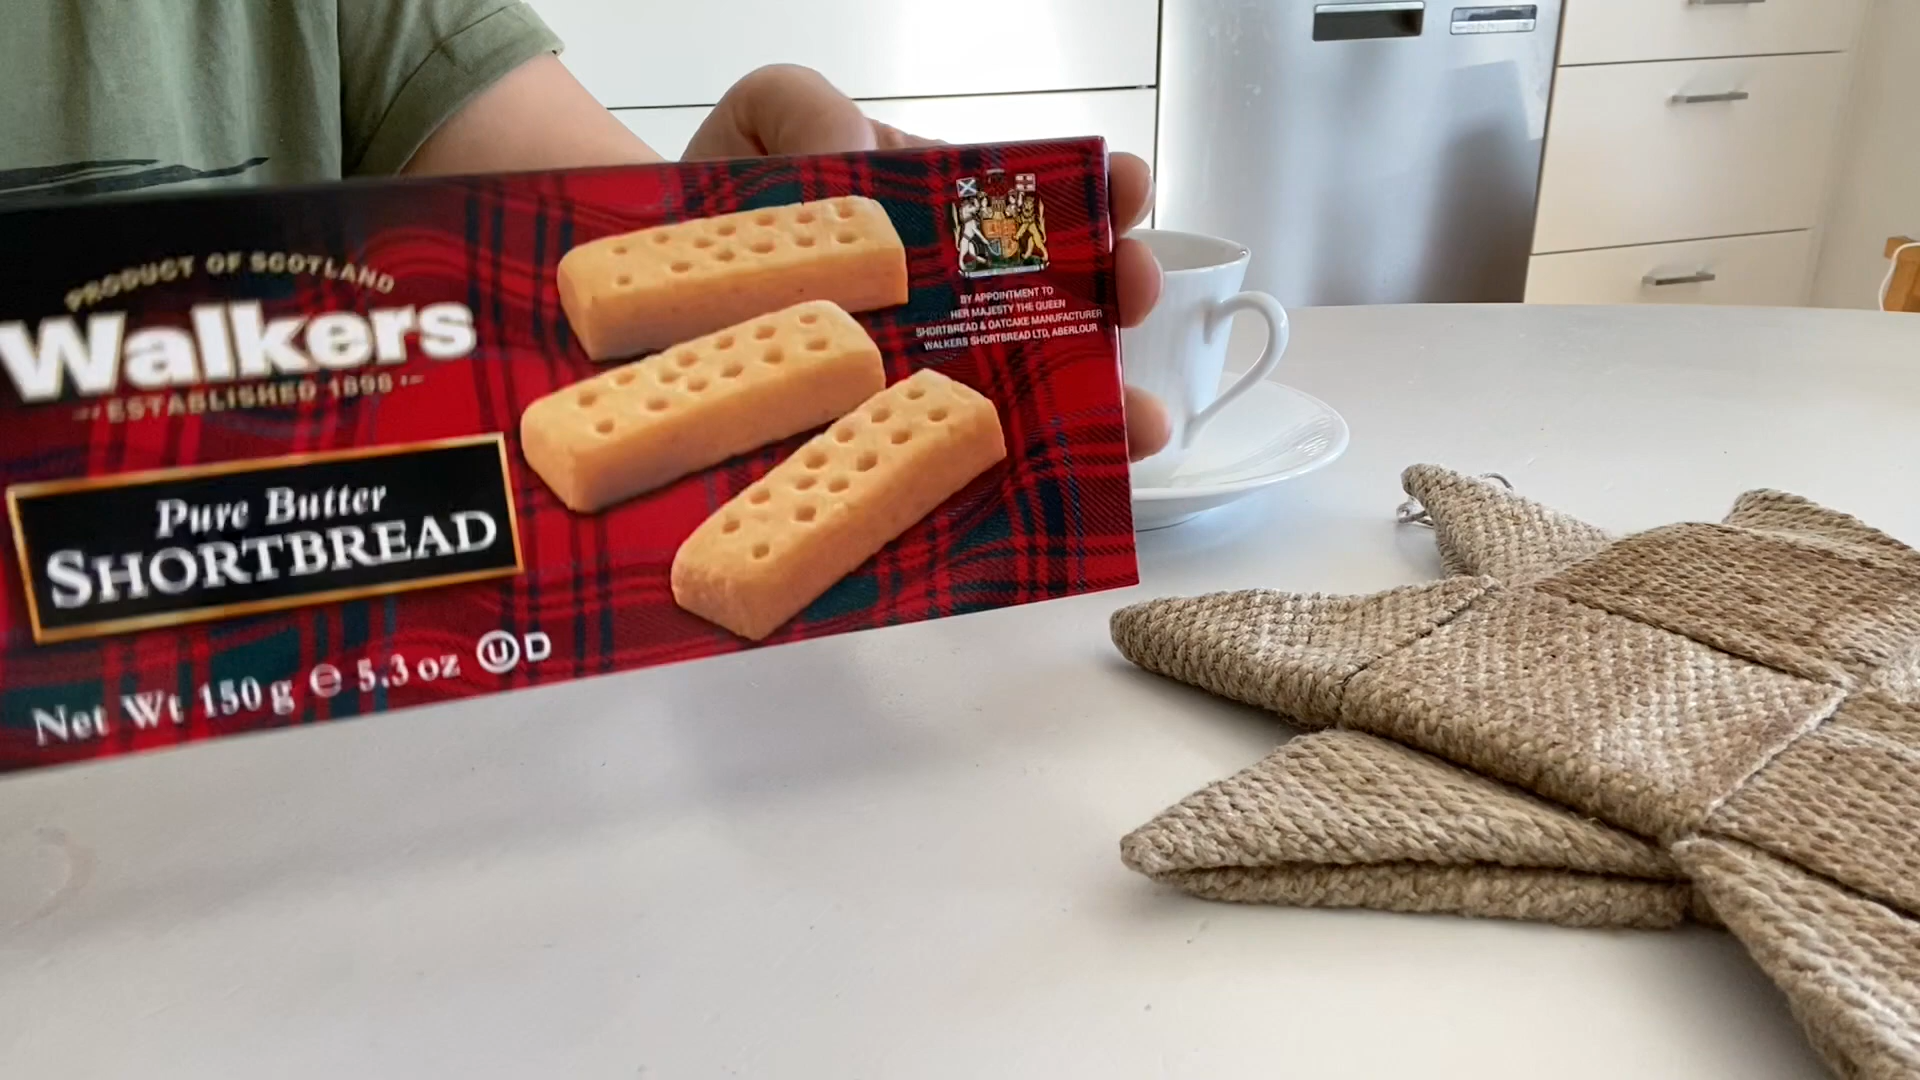 PRODUCT OF SCOTLAND
Walkers
ESTABLISHED 1898
Pure Butter
SHORTBREAD
Net Wt 150 g ℮ 5.3 oz Ⓤ D
BY APPOINTMENT TO
HER MAJESTY THE QUEEN
SHORTBREAD & OATCAKE MANUFACTURER
WALKERS SHORTBREAD LTD, ABERLOUR